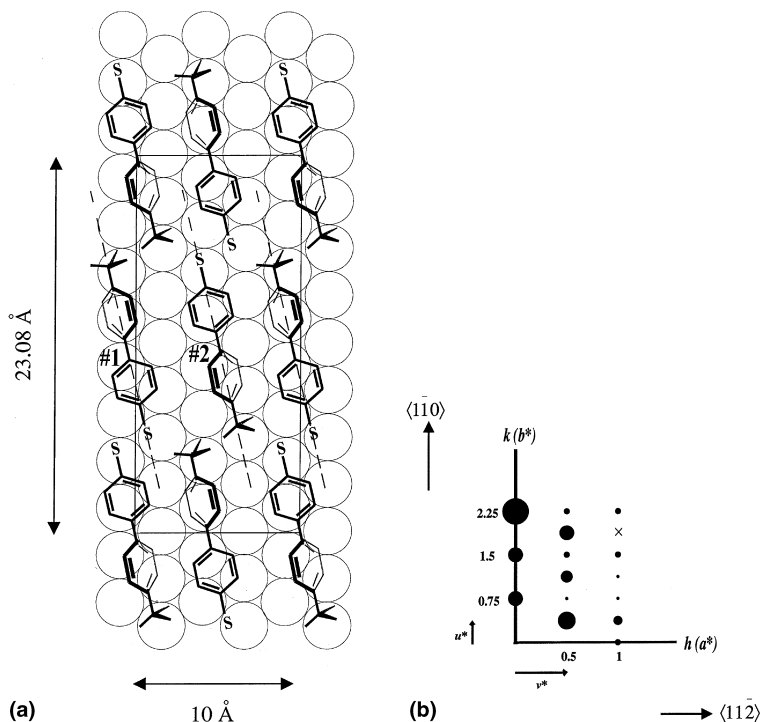 S
S
23.08 Å
S
S
#1
#2
S
S
S
S
S
10 Å
(a)
⟨11̄0⟩
k (b*)
2.25
1.5
0.75
u*
0.5
1
h (a*)
v*
(b)
⟨112̄⟩